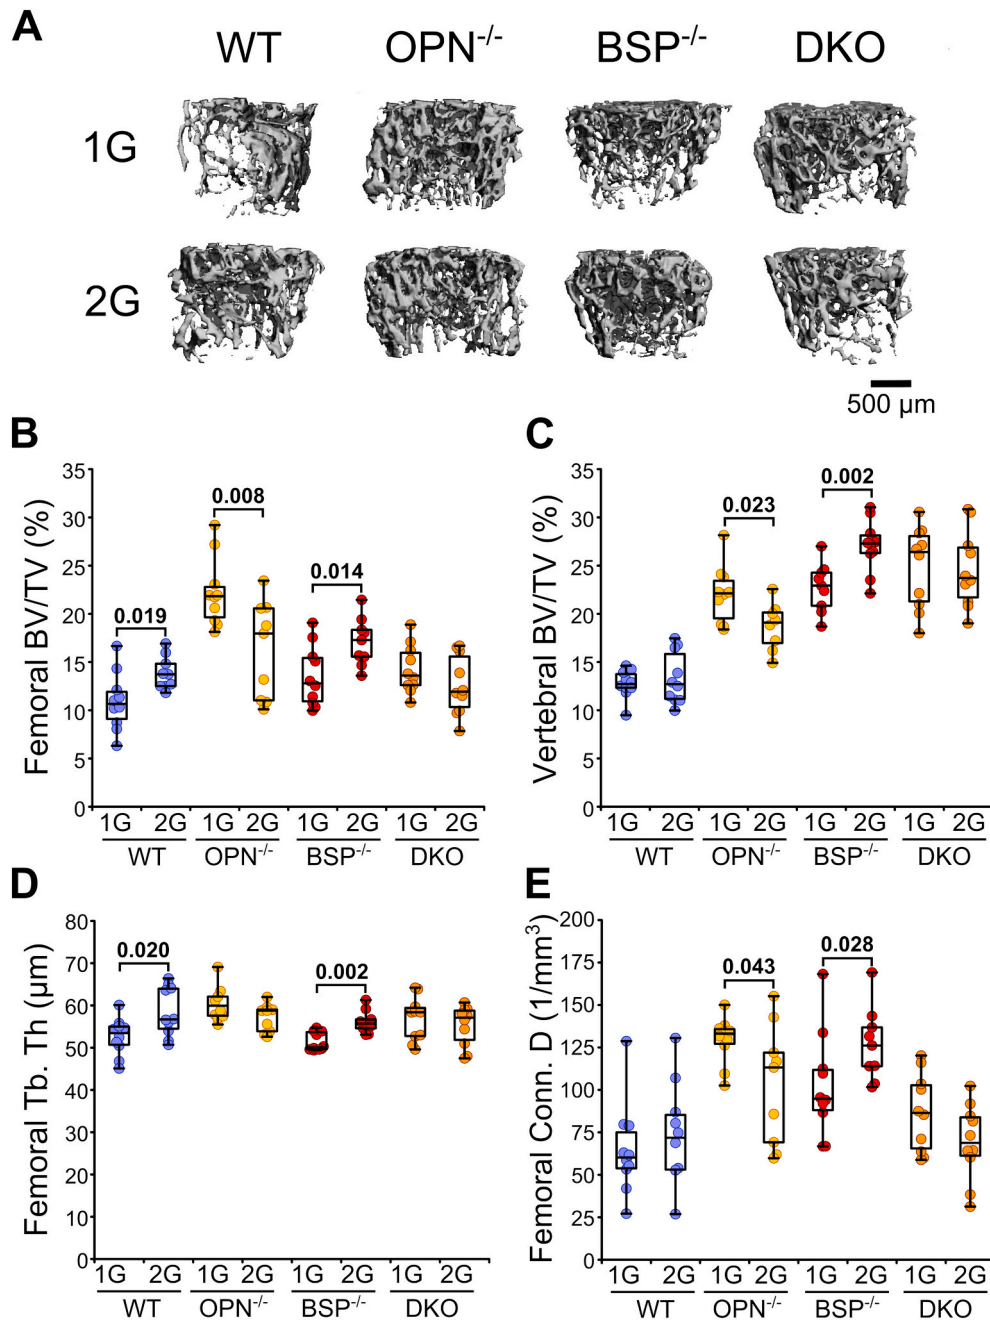 A
WT OPN-/- BSP-/- DKO
1G
2G
500 µm
B
Femoral BV/TV (%)
35
30
25
20
15
10
5
0
0.019
0.008
0.014
1G 2G 1G 2G 1G 2G 1G 2G
WT OPN-/- BSP-/- DKO
C
Vertebral BV/TV (%)
35
30
25
20
15
10
5
0
0.023
0.002
1G 2G 1G 2G 1G 2G 1G 2G
WT OPN-/- BSP-/- DKO
D
Femoral Tb. Th (µm)
80
70
60
50
40
30
20
10
0
0.020
0.002
1G 2G 1G 2G 1G 2G 1G 2G
WT OPN-/- BSP-/- DKO
E
Femoral Conn. D (1/mm³)
200
175
150
125
100
75
50
25
0
0.043
0.028
1G 2G 1G 2G 1G 2G 1G 2G
WT OPN-/- BSP-/- DKO